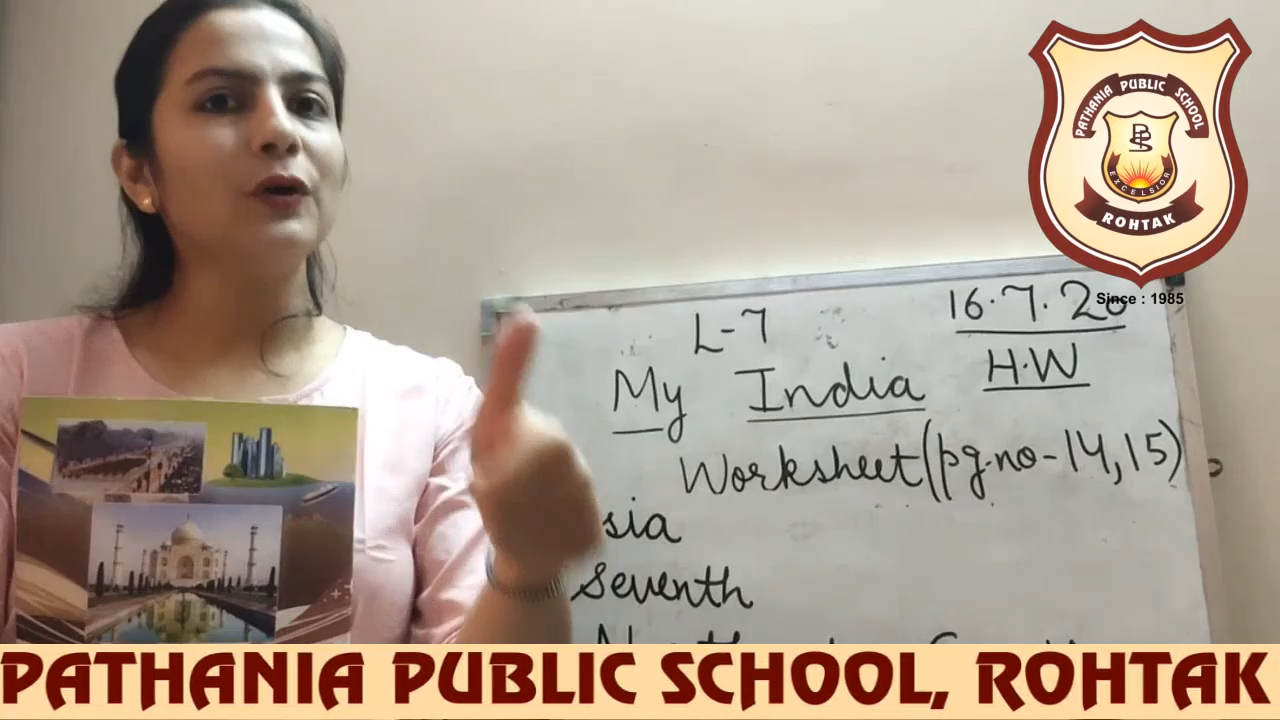 PATHANIA PUBLIC SCHOOL
PBS
EXCELSIOR
ROHTAK
Since : 1985
16.7.20
L-7
H.W
My India
Worksheet (pg.no-14,15)
sia
Seventh
PATHANIA PUBLIC SCHOOL, ROHTAK